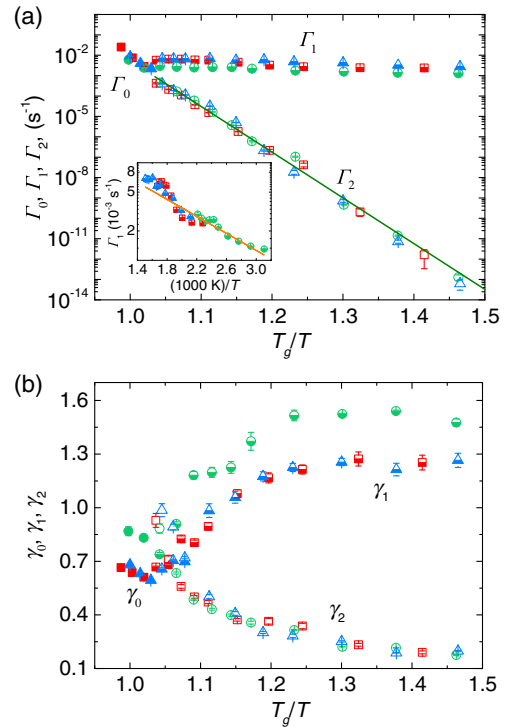 (a)
10⁻²
10⁻⁵
10⁻⁸
10⁻¹¹
10⁻¹⁴
Γ₀, Γ₁, Γ₂, (s⁻¹)
Γ₁
Γ₀
Γ₂
8
5
2
Γ₁ (10⁻³ s⁻¹)
1.4 1.8 2.2 2.6 3.0
(1000 K)/T
1.0 1.1 1.2 1.3 1.4 1.5
T_g/T
(b)
1.6
1.3
1.0
0.7
0.4
0.1
γ₀, γ₁, γ₂
γ₁
γ₀
γ₂
1.0 1.1 1.2 1.3 1.4 1.5
T_g/T